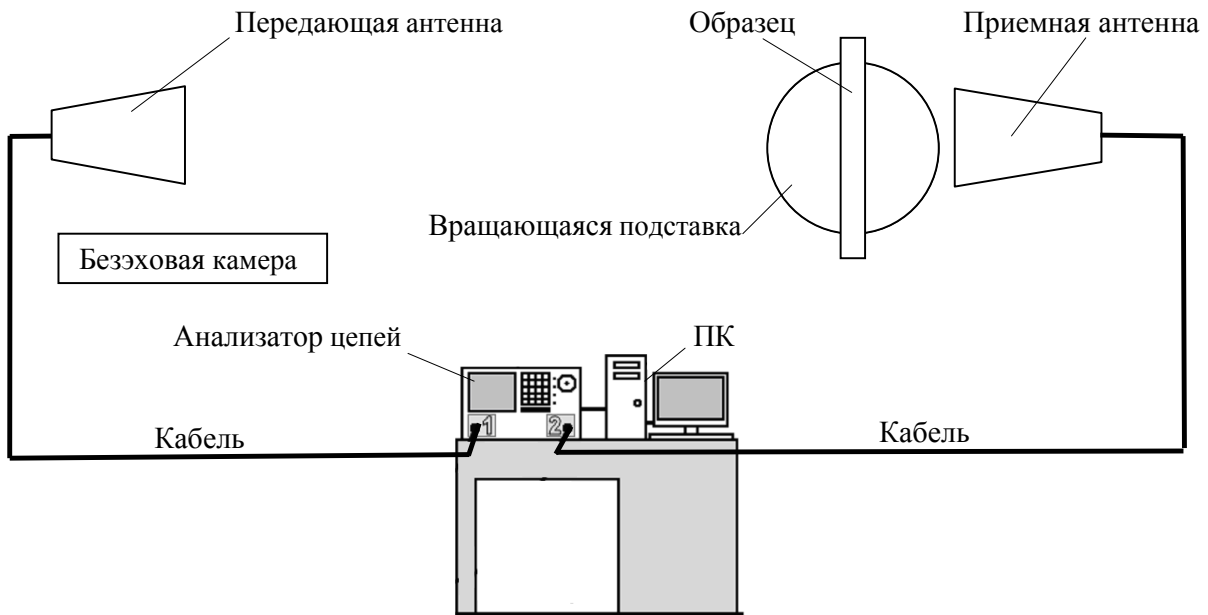 Передающая антенна
Образец
Приемная антенна
Вращающаяся подставка
Безэховая камера
Анализатор цепей
ПК
1
2
Кабель
Кабель